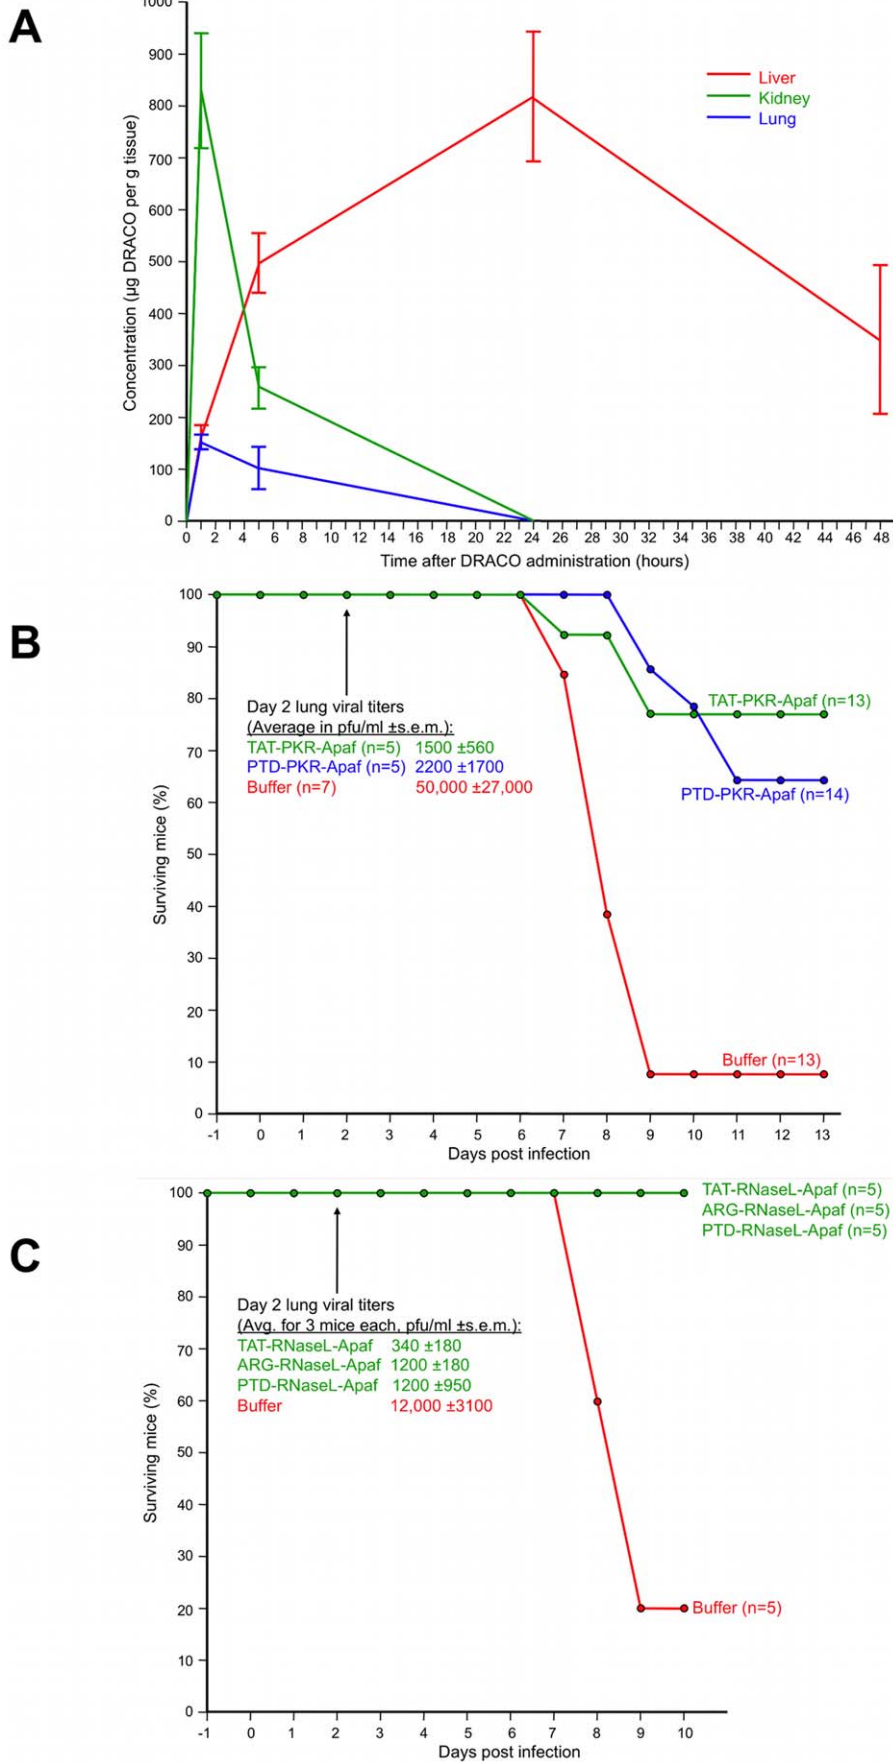 A
1000
900
800
700
600
500
400
300
200
100
0
Concentration (µg DRACO per g tissue)
Liver
Kidney
Lung
0 2 4 6 8 10 12 14 16 18 20 22 24 26 28 30 32 34 36 38 40 42 44 46 48
Time after DRACO administration (hours)
B
100
90
80
70
60
50
40
30
20
10
0
Surviving mice (%)
Day 2 lung viral titers
(Average in pfu/ml ±s.e.m.):
TAT-PKR-Apaf (n=5) 1500 ±560
PTD-PKR-Apaf (n=5) 2200 ±1700
Buffer (n=7) 50,000 ±27,000
TAT-PKR-Apaf (n=13)
PTD-PKR-Apaf (n=14)
Buffer (n=13)
-1 0 1 2 3 4 5 6 7 8 9 10 11 12 13
Days post infection
C
100
90
80
70
60
50
40
30
20
10
0
Surviving mice (%)
TAT-RNaseL-Apaf (n=5)
ARG-RNaseL-Apaf (n=5)
PTD-RNaseL-Apaf (n=5)
Day 2 lung viral titers
(Avg. for 3 mice each, pfu/ml ±s.e.m.):
TAT-RNaseL-Apaf 340 ±180
ARG-RNaseL-Apaf 1200 ±180
PTD-RNaseL-Apaf 1200 ±950
Buffer 12,000 ±3100
Buffer (n=5)
-1 0 1 2 3 4 5 6 7 8 9 10
Days post infection